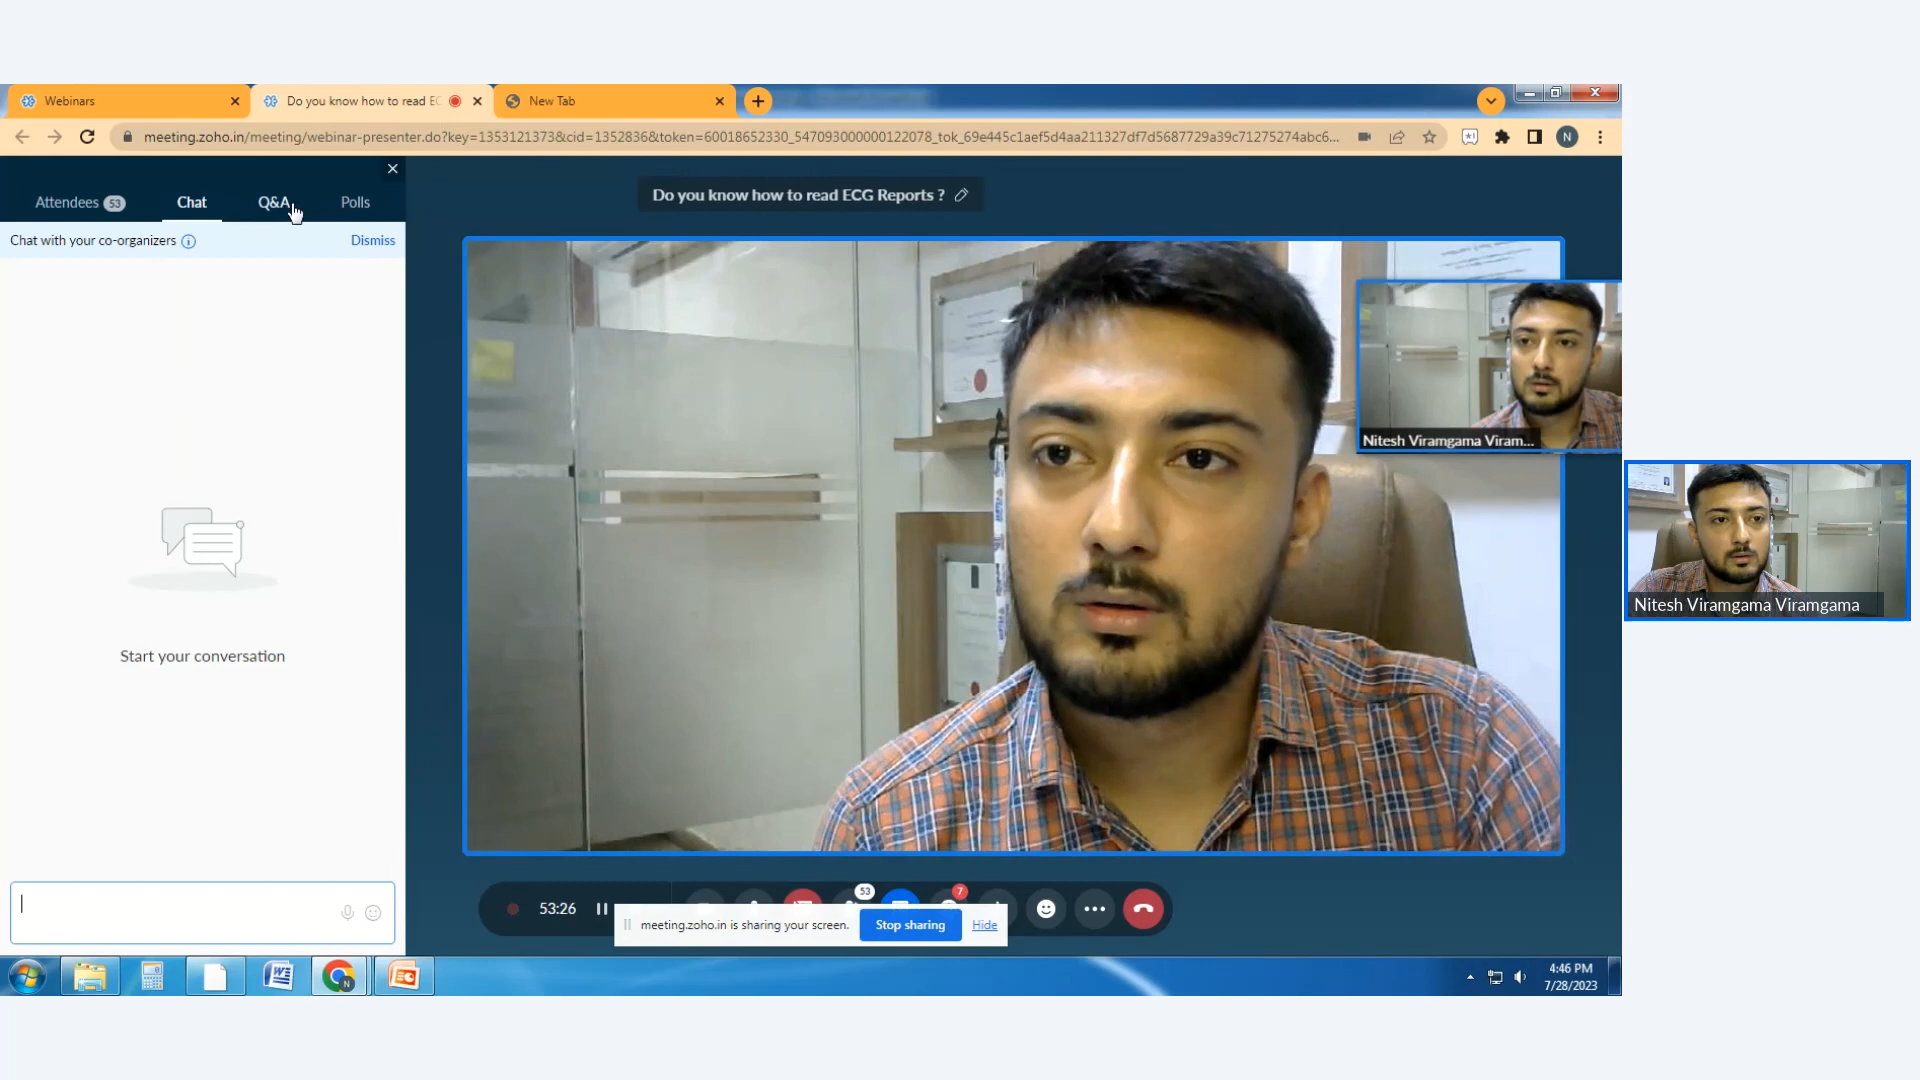 Webinars
Do you know how to read EC
New Tab
meeting.zoho.in/meeting/webinar-presenter.do?key=1353121373&cid=1352836&token=60018652330_547093000000122078_tok_69e445c1aef5d4aa211327df7d5687729a39c71275274abc6...
N
Attendees 53
Chat
Q&A
Polls
Do you know how to read ECG Reports ?
Chat with your co-organizers
Dismiss
Nitesh Viramgama Viram...
Nitesh Viramgama Viramgama
Start your conversation
53:26
53
7
meeting.zoho.in is sharing your screen.
Stop sharing
Hide
4:46 PM
7/28/2023